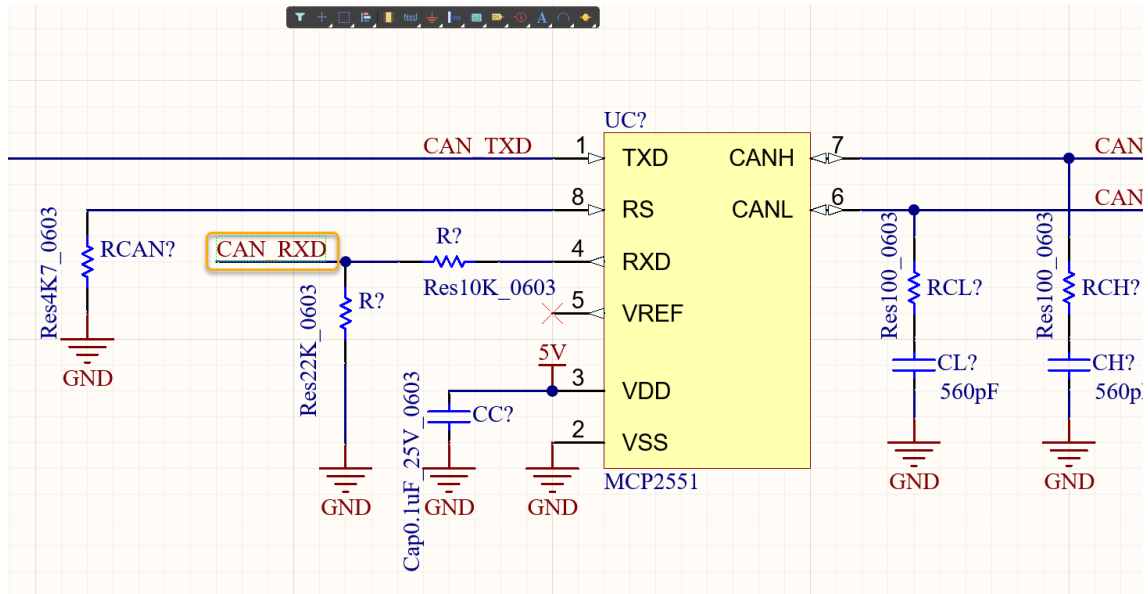 Net
A
UC?
CAN_TXD
1
TXD
CANH
7
CAN
8
RS
CANL
6
CAN
Res4K7_0603
RCAN?
CAN_RXD
R?
4
RXD
Res10K_0603
Res22K_0603
R?
5
VREF
Res100_0603
RCL?
Res100_0603
RCH?
GND
5V
3
VDD
CL?
560pF
CH?
560p
Cap0.1uF_25V_0603
CC?
2
VSS
GND
GND
GND
MCP2551
GND
GND